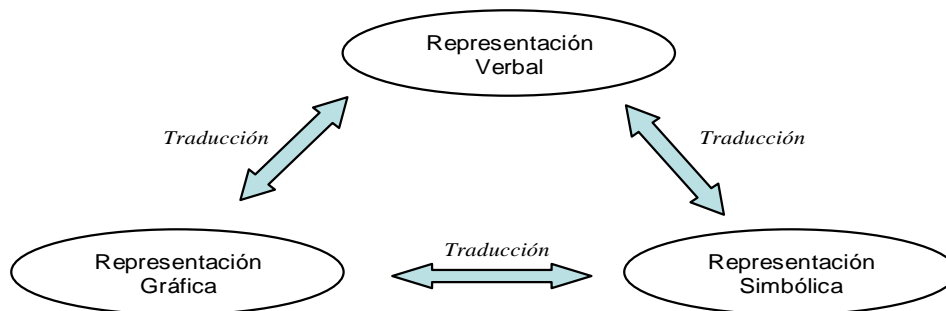 Representación
Verbal
Traducción
Traducción
Traducción
Representación
Gráfica
Representación
Simbólica